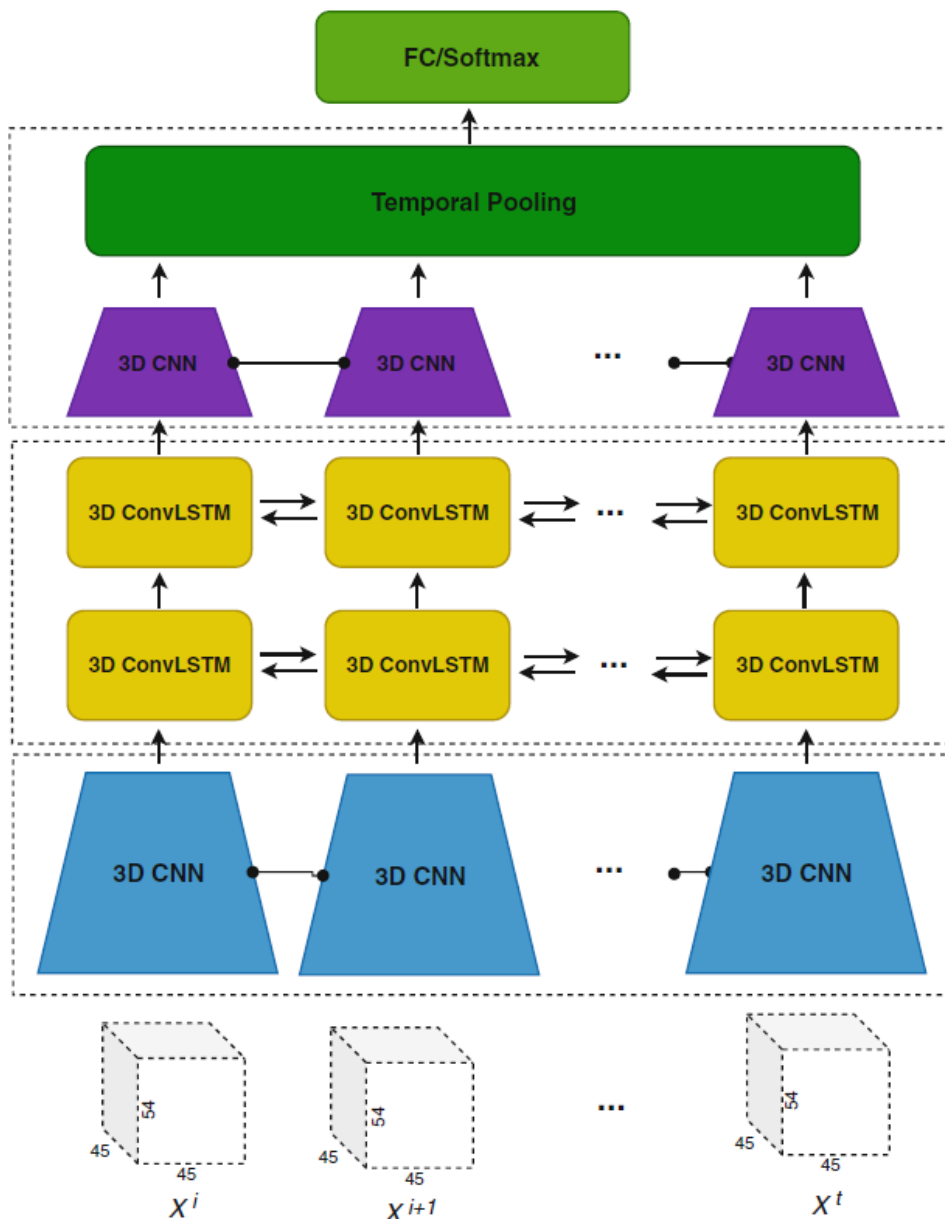 FC/Softmax
Temporal Pooling
3D CNN 3D CNN ... 3D CNN
3D ConvLSTM 3D ConvLSTM ... 3D ConvLSTM
3D ConvLSTM 3D ConvLSTM ... 3D ConvLSTM
3D CNN 3D CNN ... 3D CNN
54 54 ... 54
45 45 45
45 45 45
X^i X^{i+1} X^t